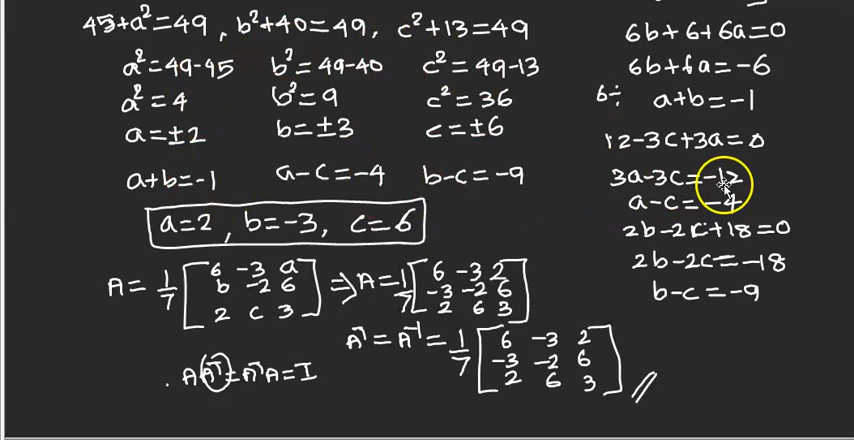 45+a²=49, b²+40=49, c²+13=49
a²=49-45 b²=49-40 c²=49-13
a²=4 b²=9 c²=36
a=±2 b=±3 c=±6
a+b=-1 a-c=-4 b-c=-9
a=2, b=-3, c=6
A = 1/7 [6 -3 a; b -2 6; 2 c 3] ⇒ A = 1/7 [6 -3 2; -3 -2 6; 2 6 3]
Aᵀ = A⁻¹ = 1/7 [6 -3 2; -3 -2 6; 2 6 3] //
. AAᵀ=AᵀA=I
6b+6+6a=0
6b+6a=-6
6÷ a+b=-1
12-3c+3a=0
3a-3c=-12
a-c=-4
2b-2c+18=0
2b-2c=-18
b-c=-9